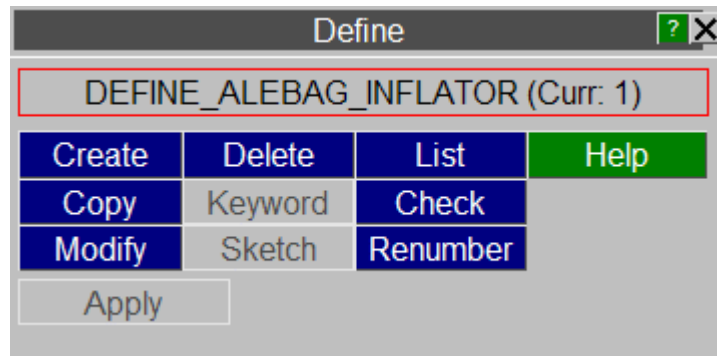 Define ? X
DEFINE_ALEBAG_INFLATOR (Curr: 1)
Create Delete List Help
Copy Keyword Check
Modify Sketch Renumber
Apply